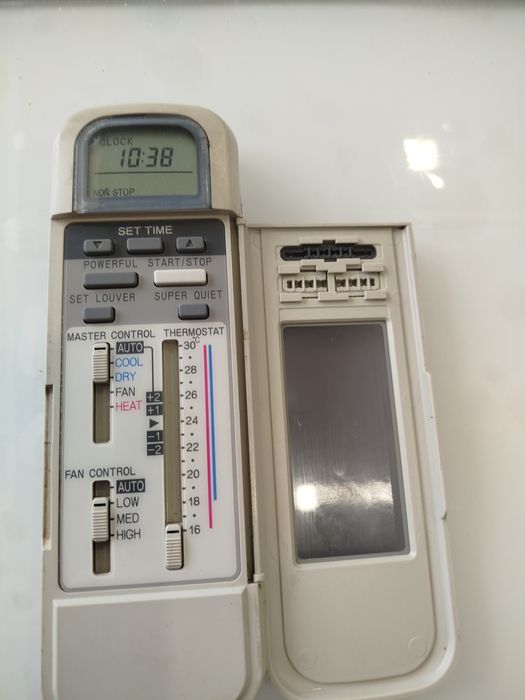 CLOCK
10:38
NON STOP
SET TIME
▼ ▲
POWERFUL START/STOP
SET LOUVER SUPER QUIET
MASTER CONTROL THERMOSTAT
AUTO
COOL
DRY
FAN
HEAT
+2
+1
▶
-1
-2
30 °C
28
26
24
22
20
18
16
FAN CONTROL
AUTO
LOW
MED
HIGH